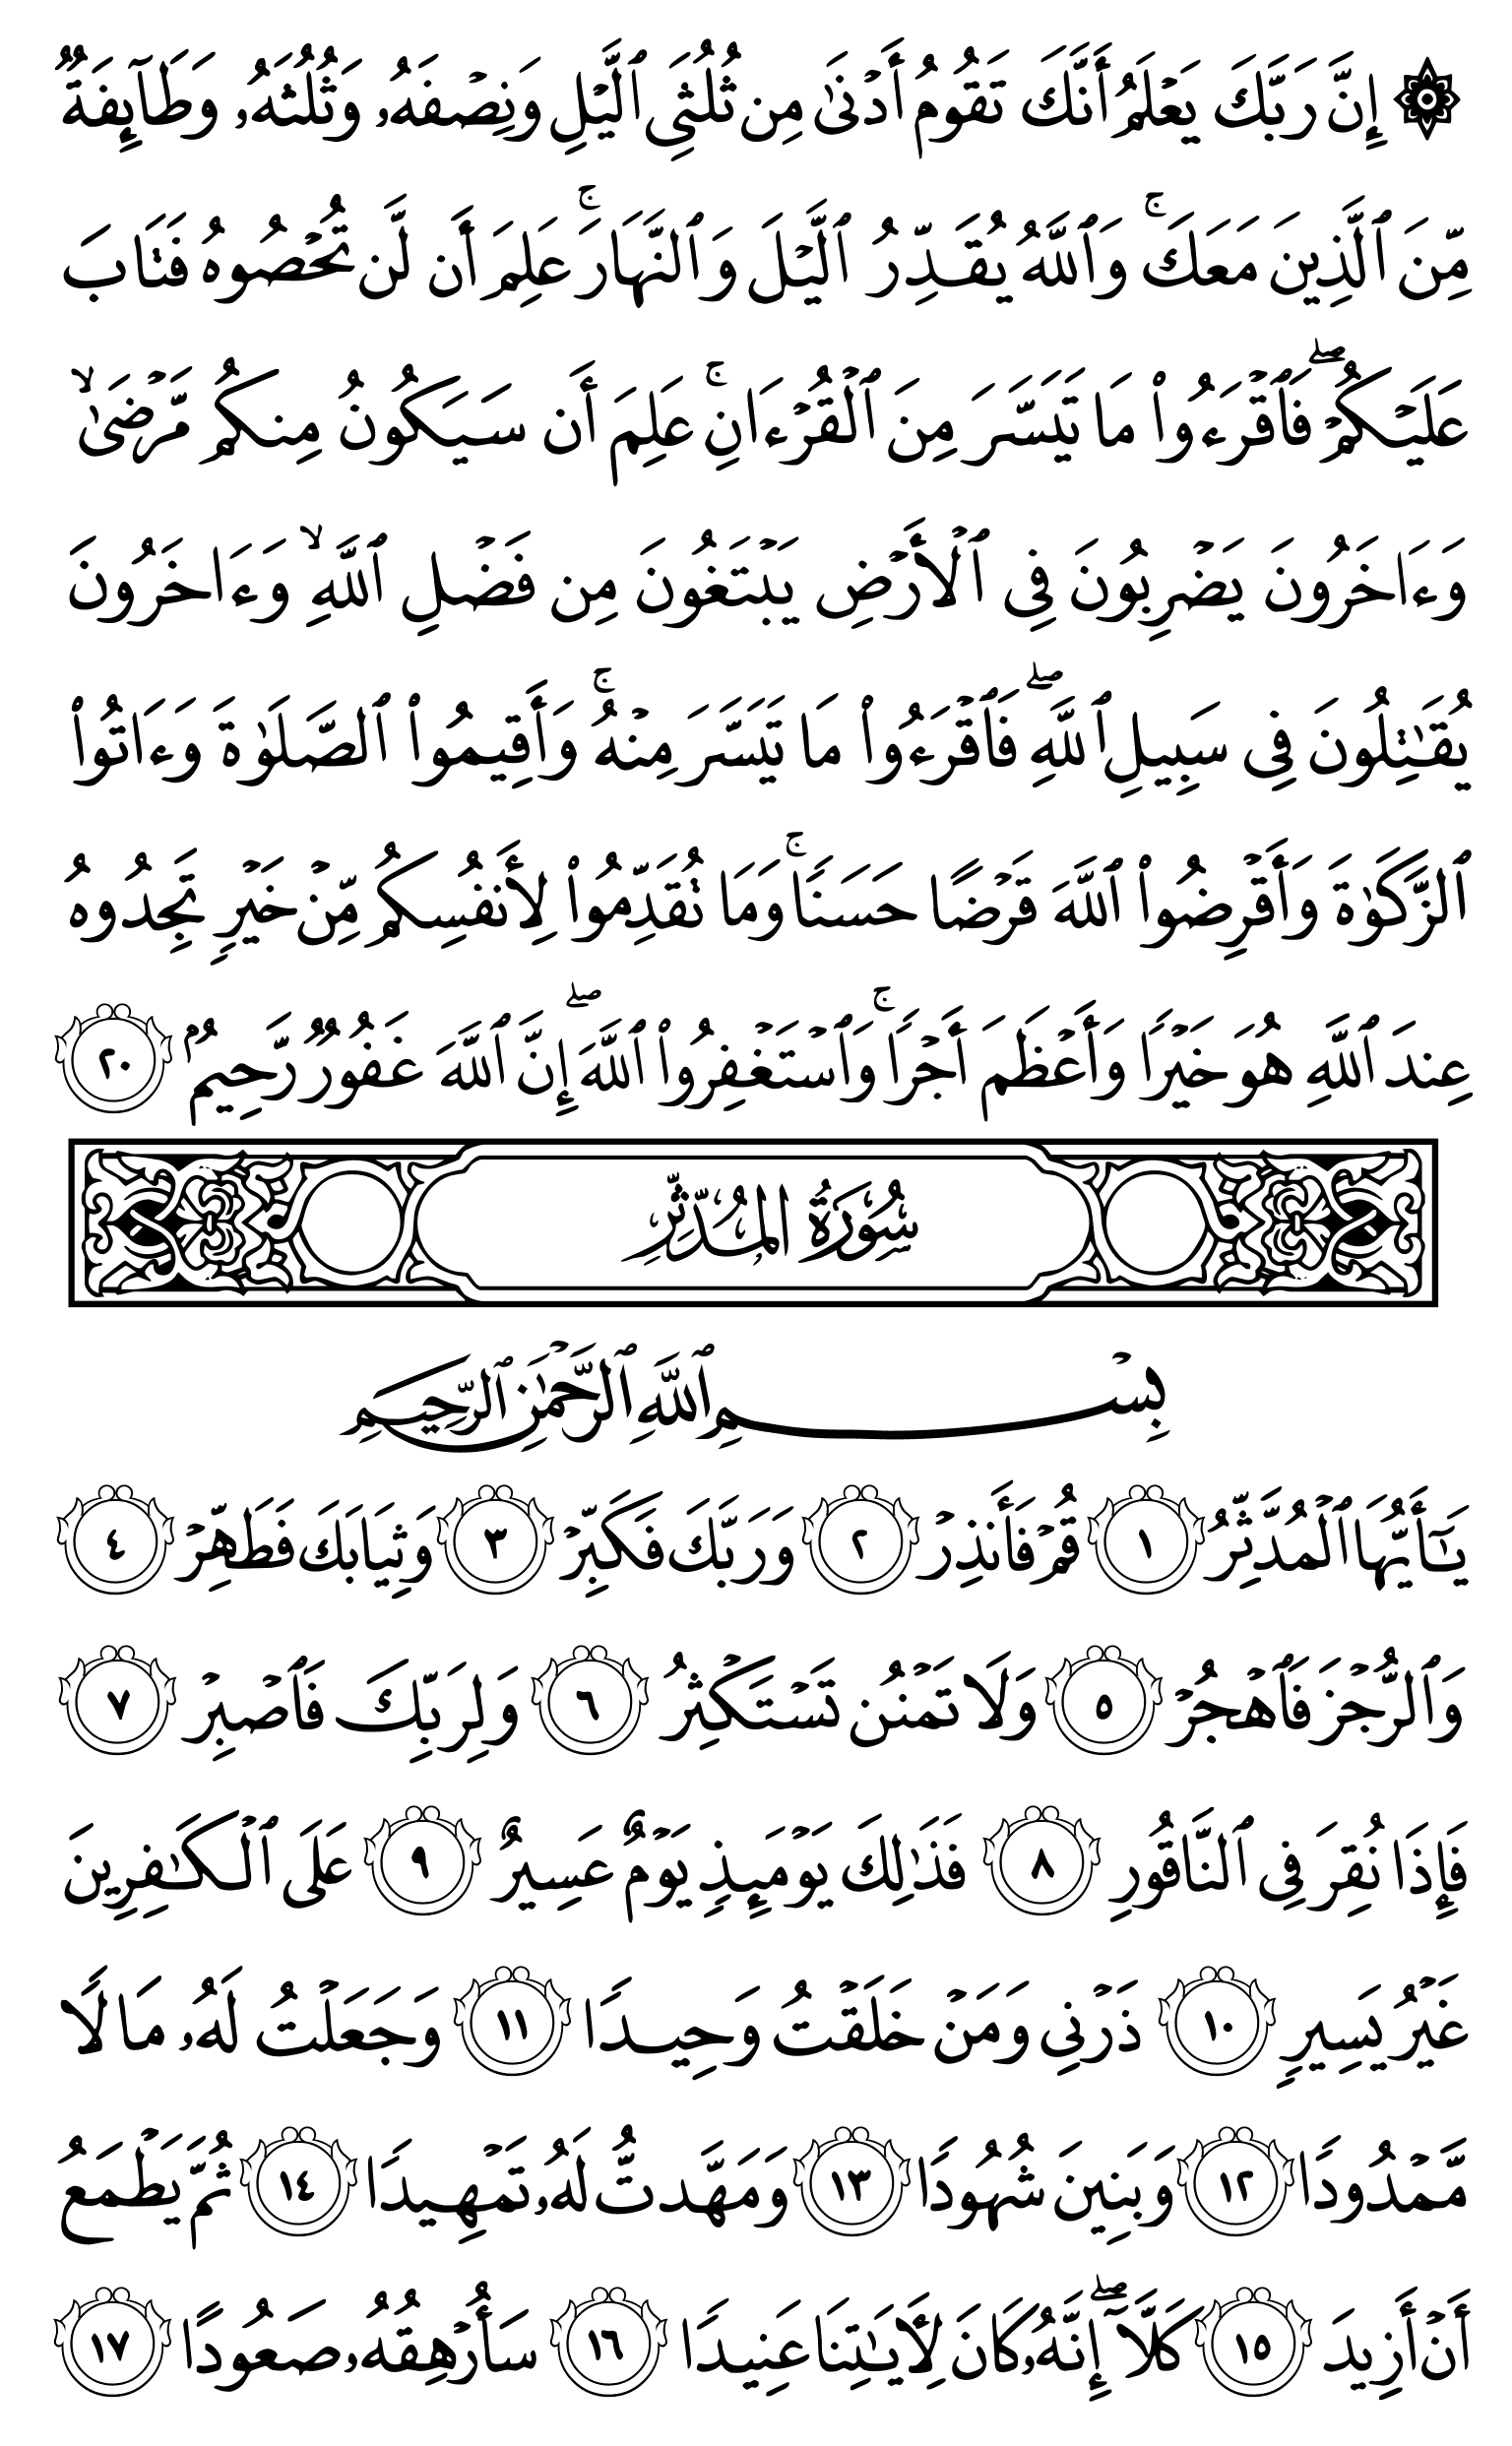 ۞ إِنَّ رَبَّكَ يَعۡلَمُ أَنَّكَ تَقُومُ أَدۡنَىٰ مِن ثُلُثَيِ ٱلَّيۡلِ وَنِصۡفَهُۥ وَثُلُثَهُۥ وَطَآئِفَةٞ
مِّنَ ٱلَّذِينَ مَعَكَۚ وَٱللَّهُ يُقَدِّرُ ٱلَّيۡلَ وَٱلنَّهَارَۚ عَلِمَ أَن لَّن تُحۡصُوهُ فَتَابَ
عَلَيۡكُمۡۖ فَٱقۡرَءُواْ مَا تَيَسَّرَ مِنَ ٱلۡقُرۡءَانِۚ عَلِمَ أَن سَيَكُونُ مِنكُم مَّرۡضَىٰ ۙ
وَءَاخَرُونَ يَضۡرِبُونَ فِي ٱلۡأَرۡضِ يَبۡتَغُونَ مِن فَضۡلِ ٱللَّهِ ۙ وَءَاخَرُونَ
يُقَٰتِلُونَ فِي سَبِيلِ ٱللَّهِۖ فَٱقۡرَءُواْ مَا تَيَسَّرَ مِنۡهُۚ وَأَقِيمُواْ ٱلصَّلَوٰةَ وَءَاتُواْ
ٱلزَّكَوٰةَ وَأَقۡرِضُواْ ٱللَّهَ قَرۡضًا حَسَنٗاۚ وَمَا تُقَدِّمُواْ لِأَنفُسِكُم مِّنۡ خَيۡرٖ تَجِدُوهُ
عِندَ ٱللَّهِ هُوَ خَيۡرٗا وَأَعۡظَمَ أَجۡرٗاۚ وَٱسۡتَغۡفِرُواْ ٱللَّهَۖ إِنَّ ٱللَّهَ غَفُورٞ رَّحِيمُۢ ٢٠
سُورَةُ المُدَّثِّرِ
بِسۡمِ ٱللَّهِ ٱلرَّحۡمَٰنِ ٱلرَّحِيمِ
يَٰٓأَيُّهَا ٱلۡمُدَّثِّرُ ١ قُمۡ فَأَنذِرۡ ٢ وَرَبَّكَ فَكَبِّرۡ ٣ وَثِيَابَكَ فَطَهِّرۡ ٤
وَٱلرُّجۡزَ فَٱهۡجُرۡ ٥ وَلَا تَمۡنُن تَسۡتَكۡثِرُ ٦ وَلِرَبِّكَ فَٱصۡبِرۡ ٧
فَإِذَا نُقِرَ فِي ٱلنَّاقُورِ ٨ فَذَٰلِكَ يَوۡمَئِذٖ يَوۡمٌ عَسِيرٌ ٩ عَلَى ٱلۡكَٰفِرِينَ
غَيۡرُ يَسِيرٖ ١٠ ذَرۡنِي وَمَنۡ خَلَقۡتُ وَحِيدٗا ١١ وَجَعَلۡتُ لَهُۥ مَالٗا
مَّمۡدُودٗا ١٢ وَبَنِينَ شُهُودٗا ١٣ وَمَهَّدتُّ لَهُۥ تَمۡهِيدٗا ١٤ ثُمَّ يَطۡمَعُ
أَنۡ أَزِيدَ ١٥ كَلَّآۖ إِنَّهُۥ كَانَ لِأٓيَٰتِنَا عَنِيدٗا ١٦ سَأُرۡهِقُهُۥ صَعُودًا ١٧